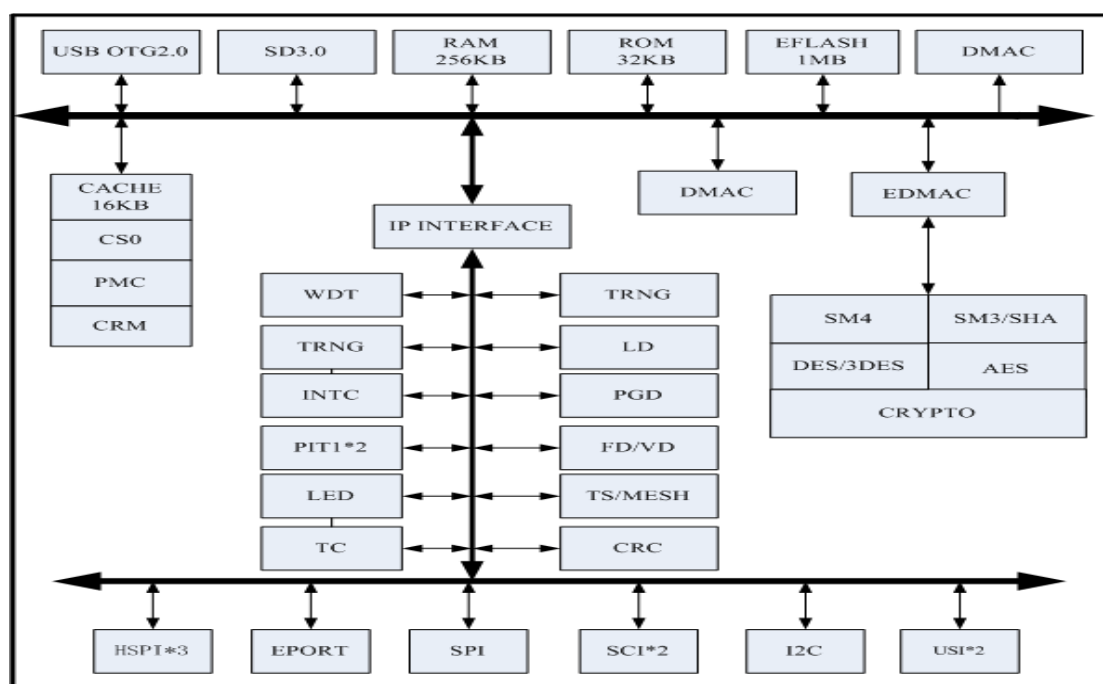 USB OTG2.0
SD3.0
RAM
256KB
ROM
32KB
EFLASH
1MB
DMAC
CACHE
16KB
CS0
PMC
CRM
IP INTERFACE
DMAC
EDMAC
WDT
TRNG
TRNG
LD
INTC
PGD
PIT1*2
FD/VD
LED
TS/MESH
TC
CRC
SM4
SM3/SHA
DES/3DES
AES
CRYPTO
HSPI*3
EPORT
SPI
SCI*2
I2C
USI*2